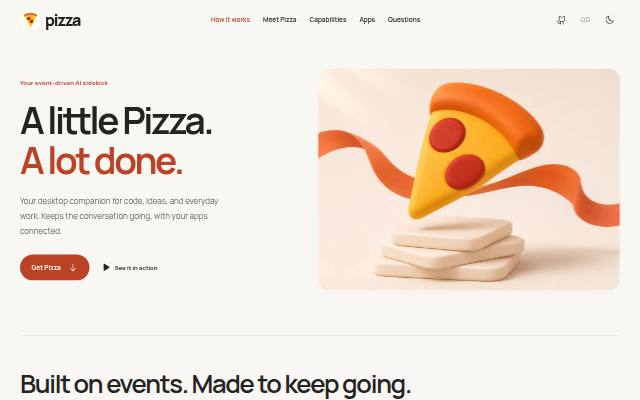 pizza
How it works
Meet Pizza
Capabilities
Apps
Questions
Your event-driven AI sidekick
A little Pizza.
A lot done.
Your desktop companion for code, ideas, and everyday
work. Keeps the conversation going, with your apps
connected.
Get Pizza
See it in action
Built on events. Made to keep going.